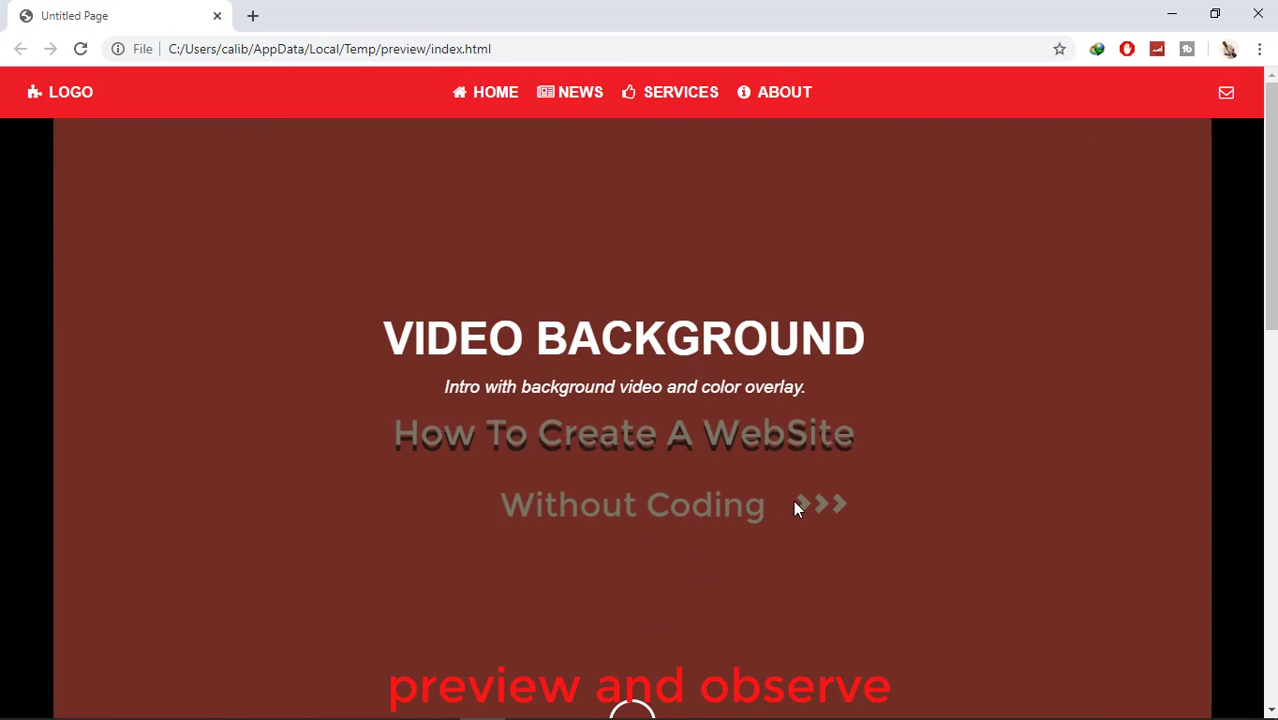 Untitled Page
File C:/Users/calib/AppData/Local/Temp/preview/index.html
LOGO HOME NEWS SERVICES ABOUT
VIDEO BACKGROUND
Intro with background video and color overlay.
How To Create A WebSite
Without Coding
preview and observe